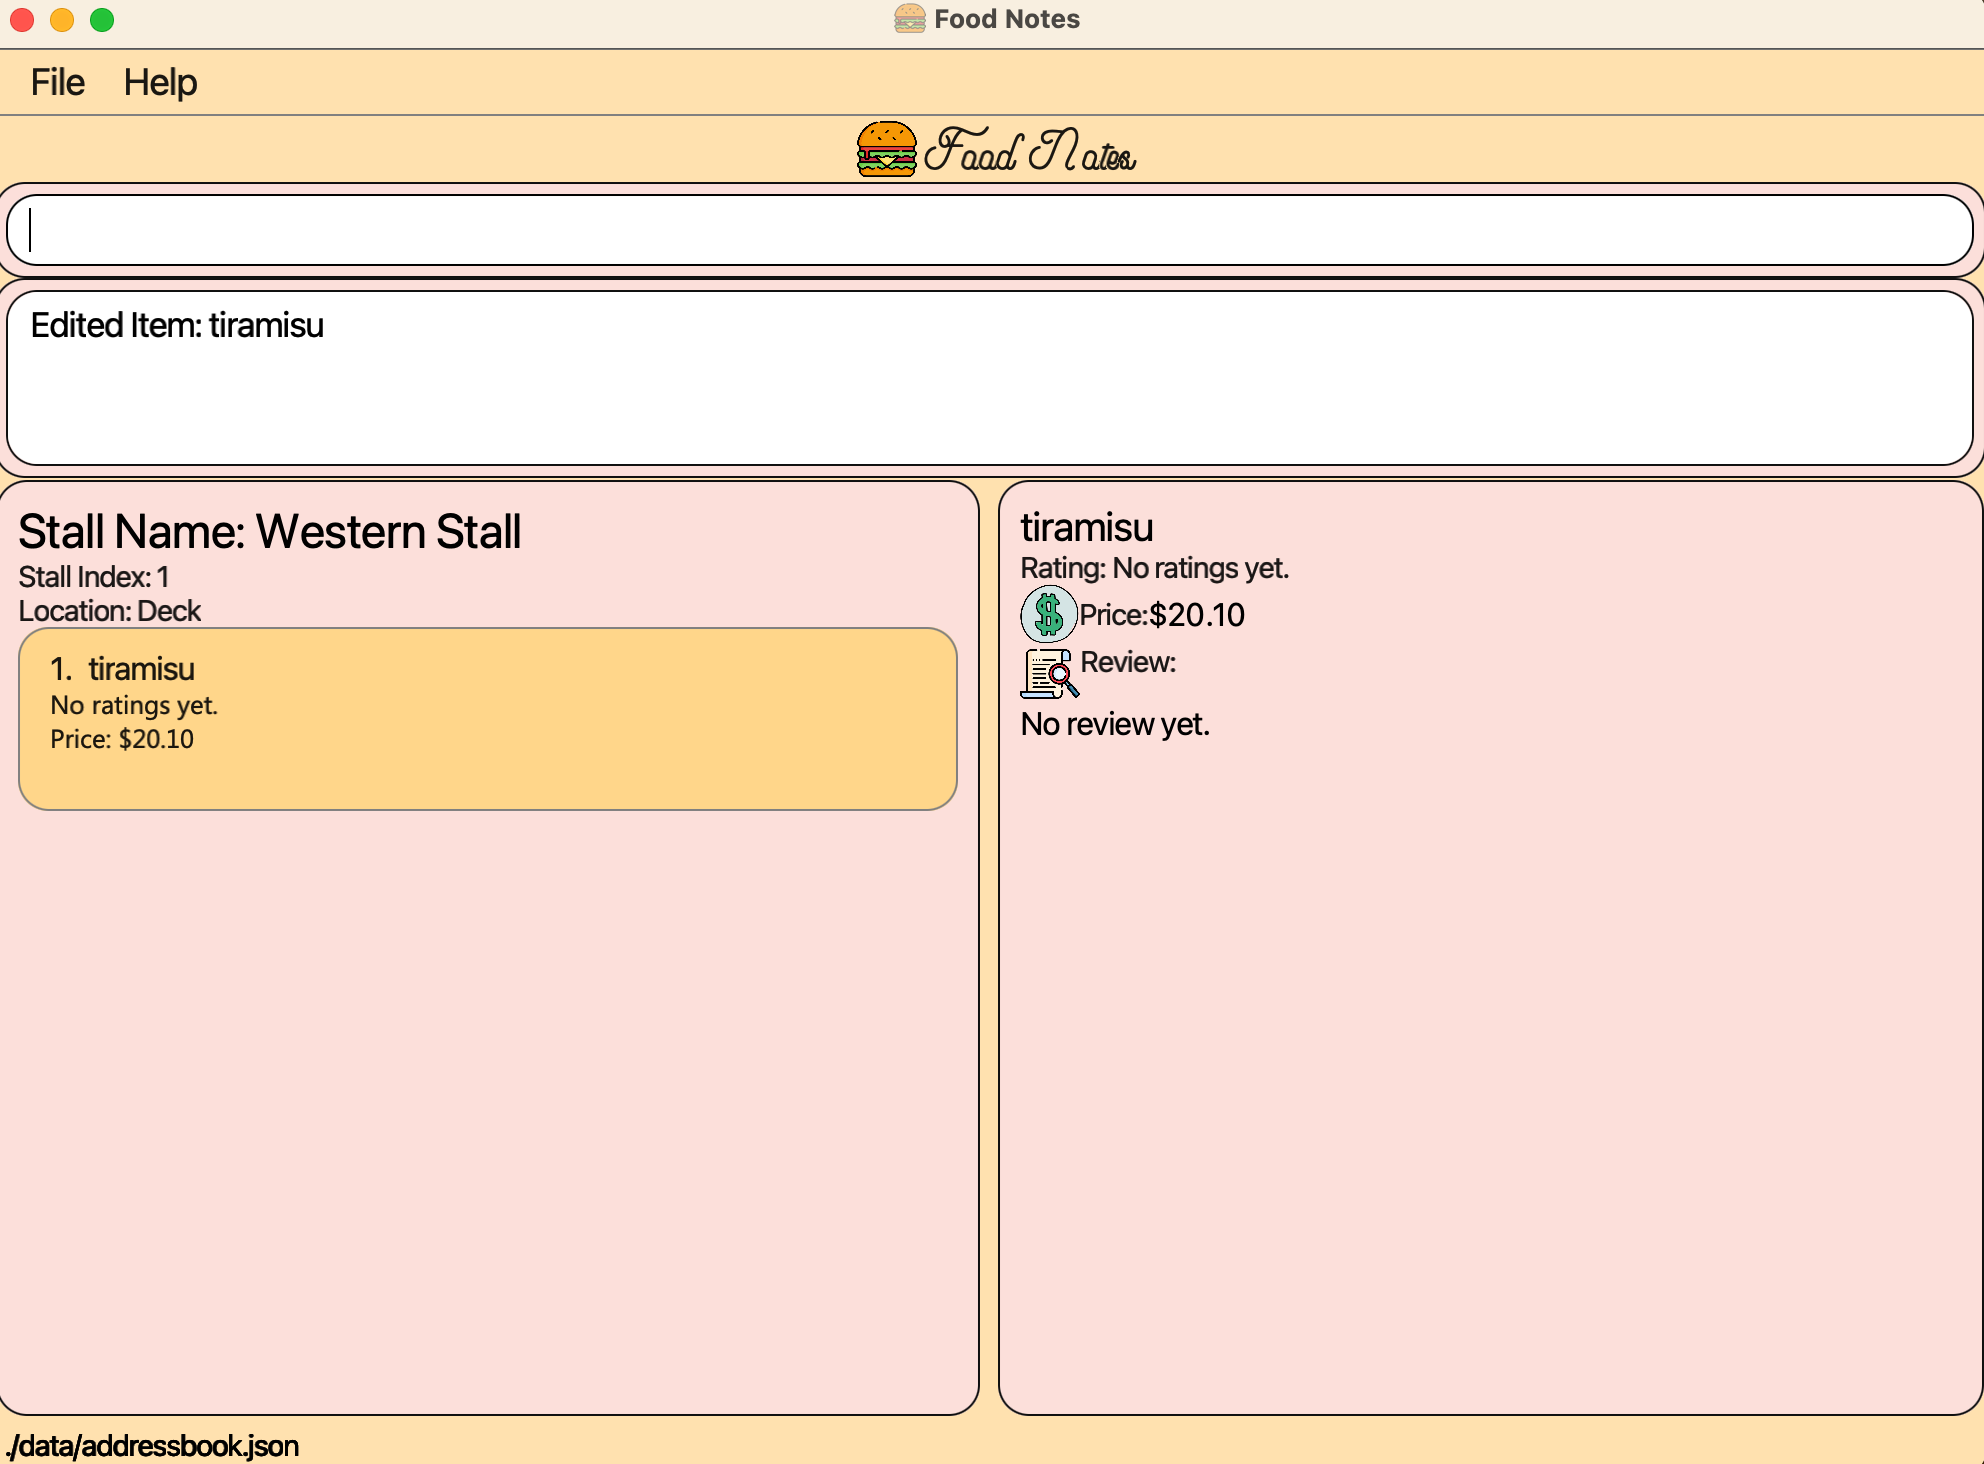 Food Notes
File Help
Food Notes
Edited Item: tiramisu
Stall Name: Western Stall
Stall Index: 1
Location: Deck
1. tiramisu
No ratings yet.
Price: $20.10
tiramisu
Rating: No ratings yet.
$ Price:$20.10
Review:
No review yet.
./data/addressbook.json